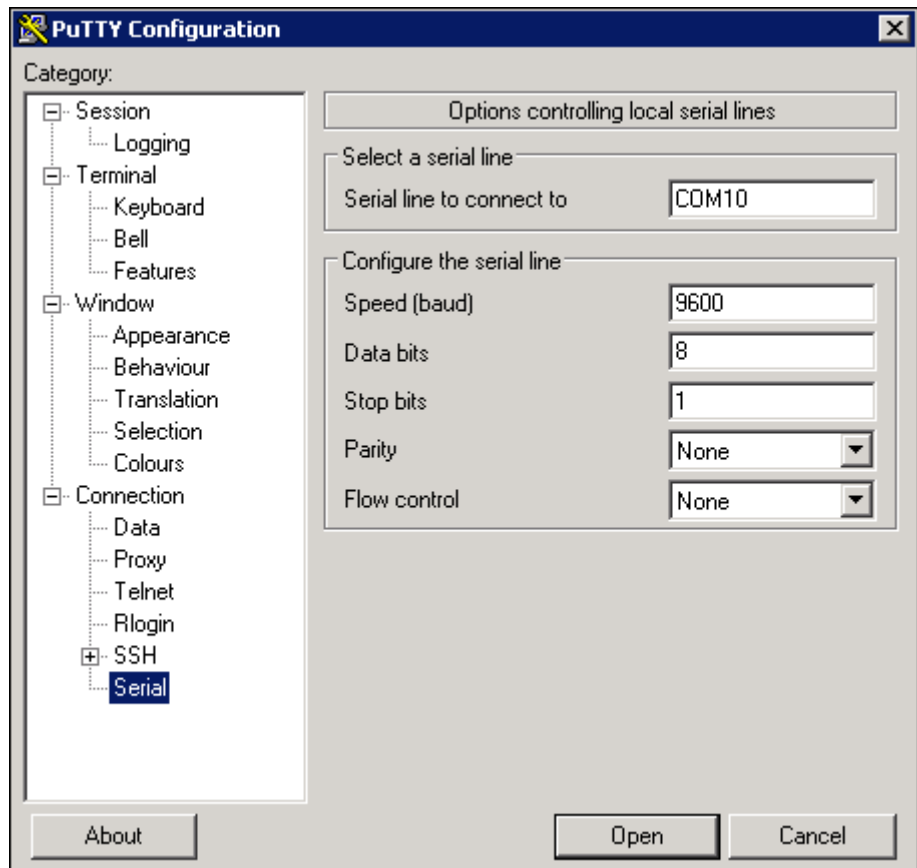 PuTTY Configuration
Category:
Session
Logging
Terminal
Keyboard
Bell
Features
Window
Appearance
Behaviour
Translation
Selection
Colours
Connection
Data
Proxy
Telnet
Rlogin
SSH
Serial
Options controlling local serial lines
Select a serial line
Serial line to connect to COM10
Configure the serial line
Speed (baud) 9600
Data bits 8
Stop bits 1
Parity None
Flow control None
About Open Cancel